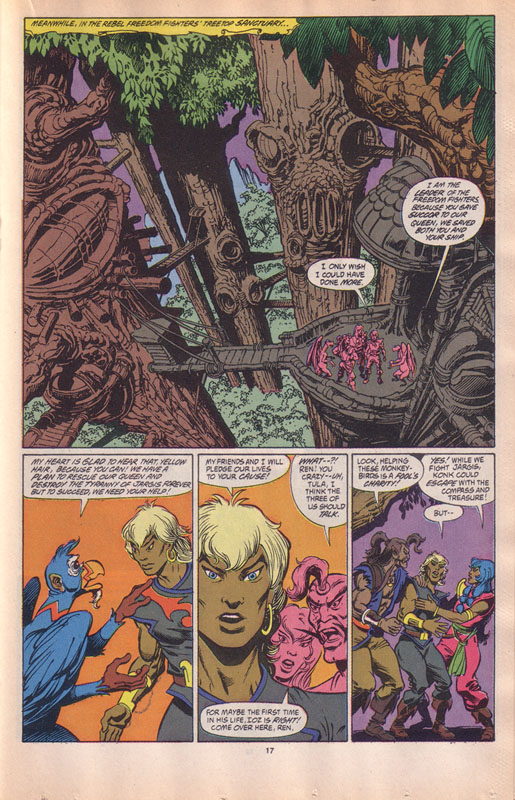 MEANWHILE, IN THE REBEL FREEDOM FIGHTERS' TREETOP SANCTUARY...
I AM THE
LEADER OF THE
FREEDOM FIGHTERS.
BECAUSE YOU GAVE
SUCCOR TO OUR
QUEEN, WE SAVED
BOTH YOU AND
YOUR SHIP.
I ONLY WISH
I COULD HAVE
DONE MORE.
MY HEART IS GLAD TO HEAR THAT, YELLOW
HAIR, BECAUSE YOU CAN! WE HAVE A
PLAN TO RESCUE OUR QUEEN AND
DESTROY THE TYRANNY OF JARGIS FOREVER
BUT TO SUCCEED, WE NEED YOUR HELP!
MY FRIENDS AND I WILL
PLEDGE OUR LIVES
TO YOUR CAUSE!
WHAT--?!
REN! YOU
CRAZY--UH,
TULA, I
THINK THE
THREE OF
US SHOULD
TALK.
FOR MAYBE THE FIRST TIME
IN HIS LIFE, IOZ IS RIGHT!
COME OVER HERE, REN.
LOOK, HELPING
THESE MONKEY-
BIRDS IS A FOOL'S
CHARITY!
YES! WHILE WE
FIGHT JARGIS,
KONK COULD
ESCAPE WITH THE
COMPASS AND
TREASURE!
BUT--
17